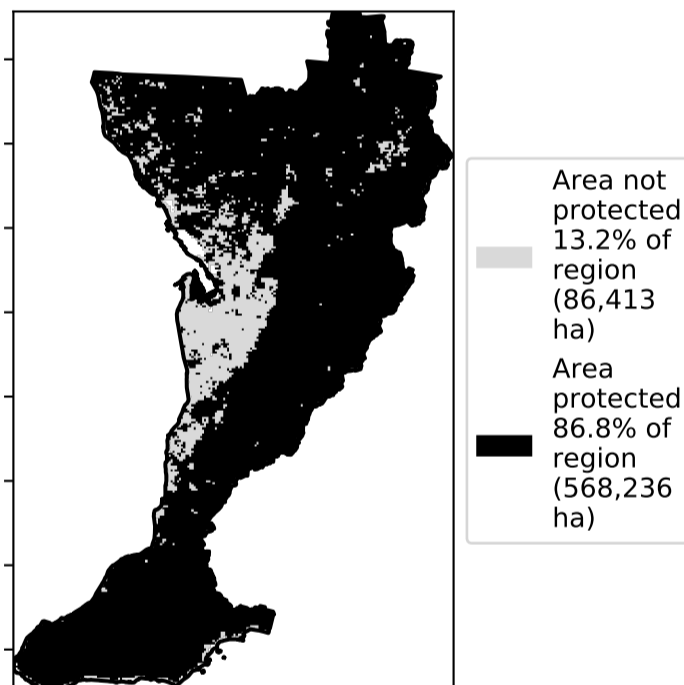 Area not
protected
13.2% of
region
(86,413
ha)
Area
protected
86.8% of
region
(568,236
ha)